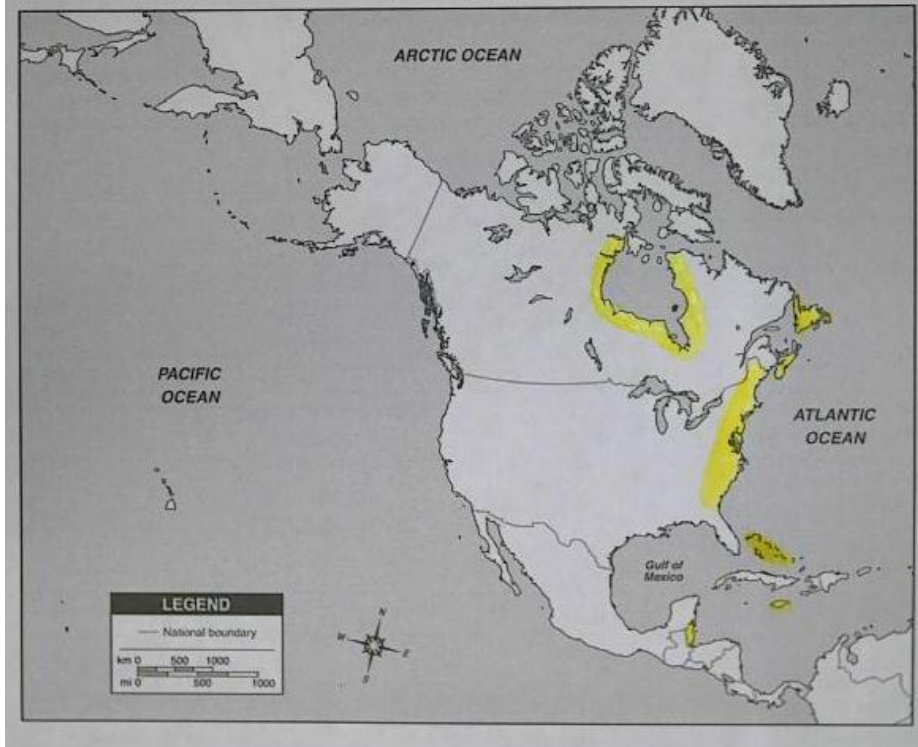 ARCTIC OCEAN
PACIFIC
OCEAN
ATLANTIC
OCEAN
Gulf of
Mexico
LEGEND
National boundary
km 0 500 1000
mi 0 500 1000
N
W
E
S